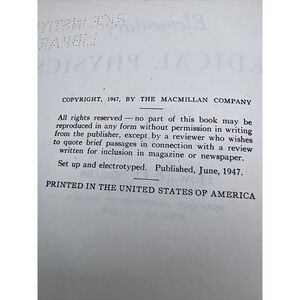 COPYRIGHT, 1947, BY THE MACMILLAN COMPANY
All rights reserved — no part of this book may be
reproduced in any form without permission in writing
from the publisher, except by a reviewer who wishes
to quote brief passages in connection with a review
written for inclusion in magazine or newspaper.
Set up and electrotyped. Published, June, 1947.
PRINTED IN THE UNITED STATES OF AMERICA